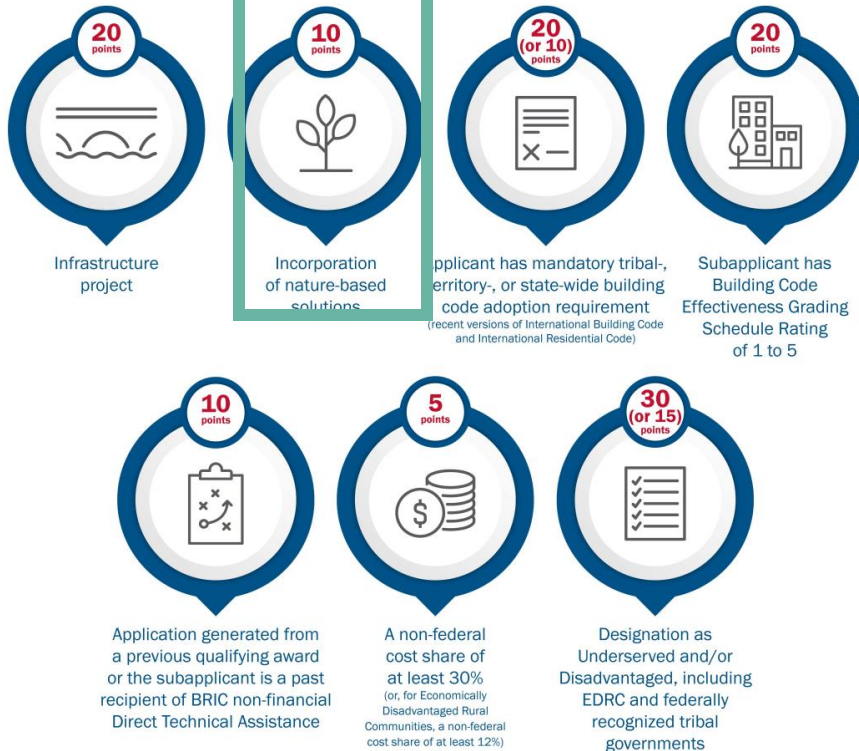 20
points
Infrastructure
project
10
points
Incorporation
of nature-based
solutions
20
(or 10)
points
pplicant has mandatory tribal-,
erritory-, or state-wide building
code adoption requirement
(recent versions of International Building Code
and International Residential Code)
20
points
Subapplicant has
Building Code
Effectiveness Grading
Schedule Rating
of 1 to 5
10
points
Application generated from
a previous qualifying award
or the subapplicant is a past
recipient of BRIC non-financial
Direct Technical Assistance
5
points
$
A non-federal
cost share of
at least 30%
(or, for Economically
Disadvantaged Rural
Communities, a non-federal
cost share of at least 12%)
30
(or 15)
points
Designation as
Underserved and/or
Disadvantaged, including
EDRC and federally
recognized tribal
governments